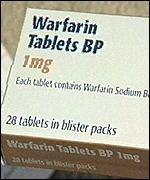 Warfarin
Tablets BP
1mg
Each tablet contains Warfarin Sodium
28 tablets in blister packs
Warfarin Tablets BP 1mg
28 tablets in blister packs